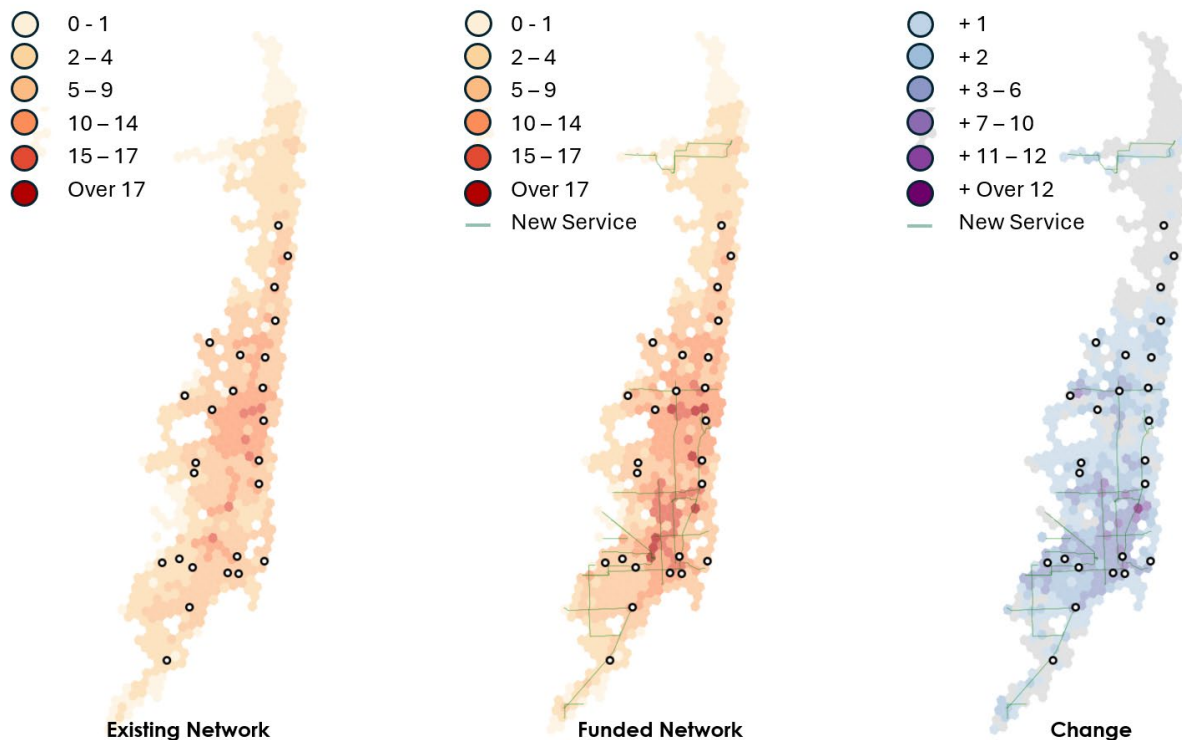 0 - 1
2 – 4
5 – 9
10 – 14
15 – 17
Over 17
Existing Network
0 - 1
2 – 4
5 – 9
10 – 14
15 – 17
Over 17
New Service
Funded Network
+ 1
+ 2
+ 3 – 6
+ 7 – 10
+ 11 – 12
+ Over 12
New Service
Change